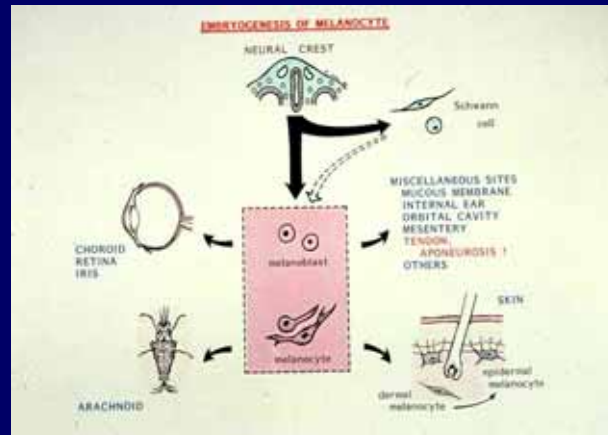 EMBRYOGENESIS OF MELANOCYTE
NEURAL CREST
Schwann
cell
MISCELLANEOUS SITES
MUCOUS MEMBRANE
INTERNAL EAR
ORBITAL CAVITY
MESENTERY
TENDON,
APONEUROSIS !
OTHERS
CHOROID
RETINA
IRIS
melanoblast
SKIN
melanocyte
epidermal
melanocyte
dermal
melanocyte
ARACHNOID